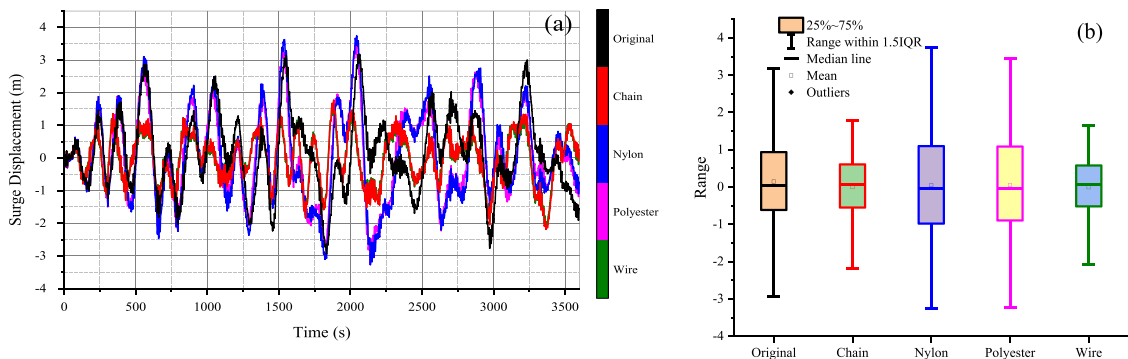 (a)
Surge Displacement (m)
4
3
2
1
0
-1
-2
-3
-4
0
500
1000
1500
2000
2500
3000
3500
Time (s)
Original
Chain
Nylon
Polyester
Wire
(b)
25%~75%
Range within 1.5IQR
Median line
Mean
Outliers
Range
4
3
2
1
0
-1
-2
-3
-4
Original
Chain
Nylon
Polyester
Wire